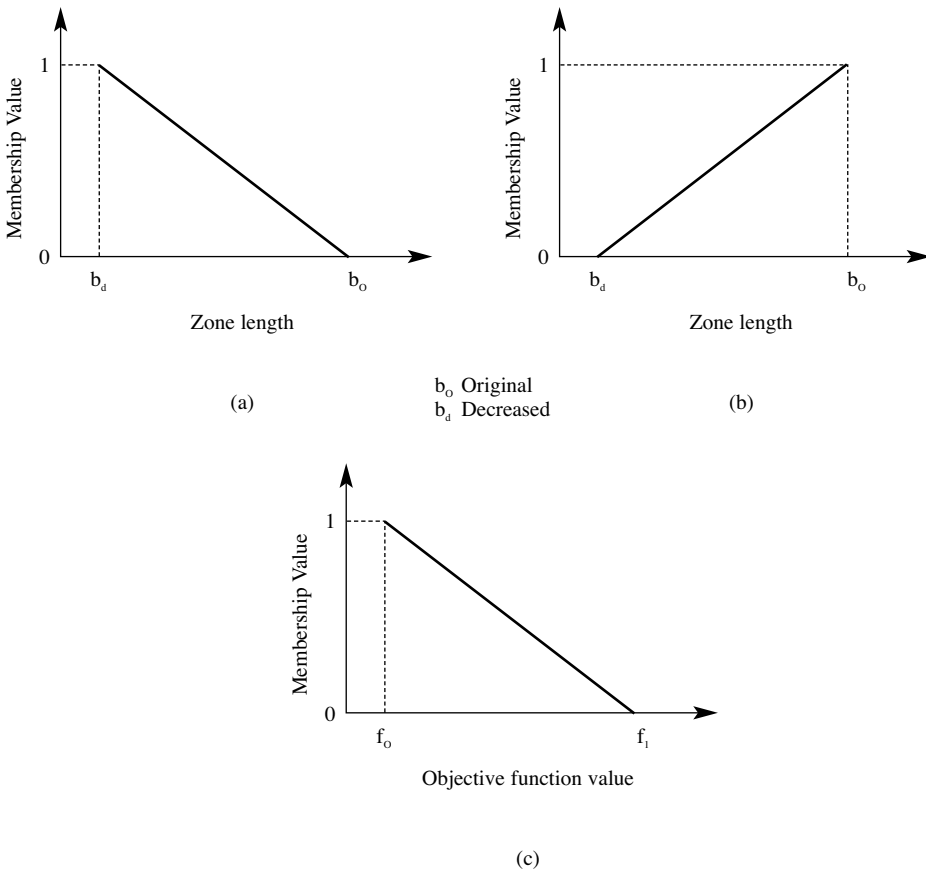 Membership Value
1
0
b_d
b_O
Zone length
(a)
Membership Value
1
0
b_d
b_O
Zone length
(b)
b_O Original
b_d Decreased
Membership Value
1
0
f_O
f_1
Objective function value
(c)